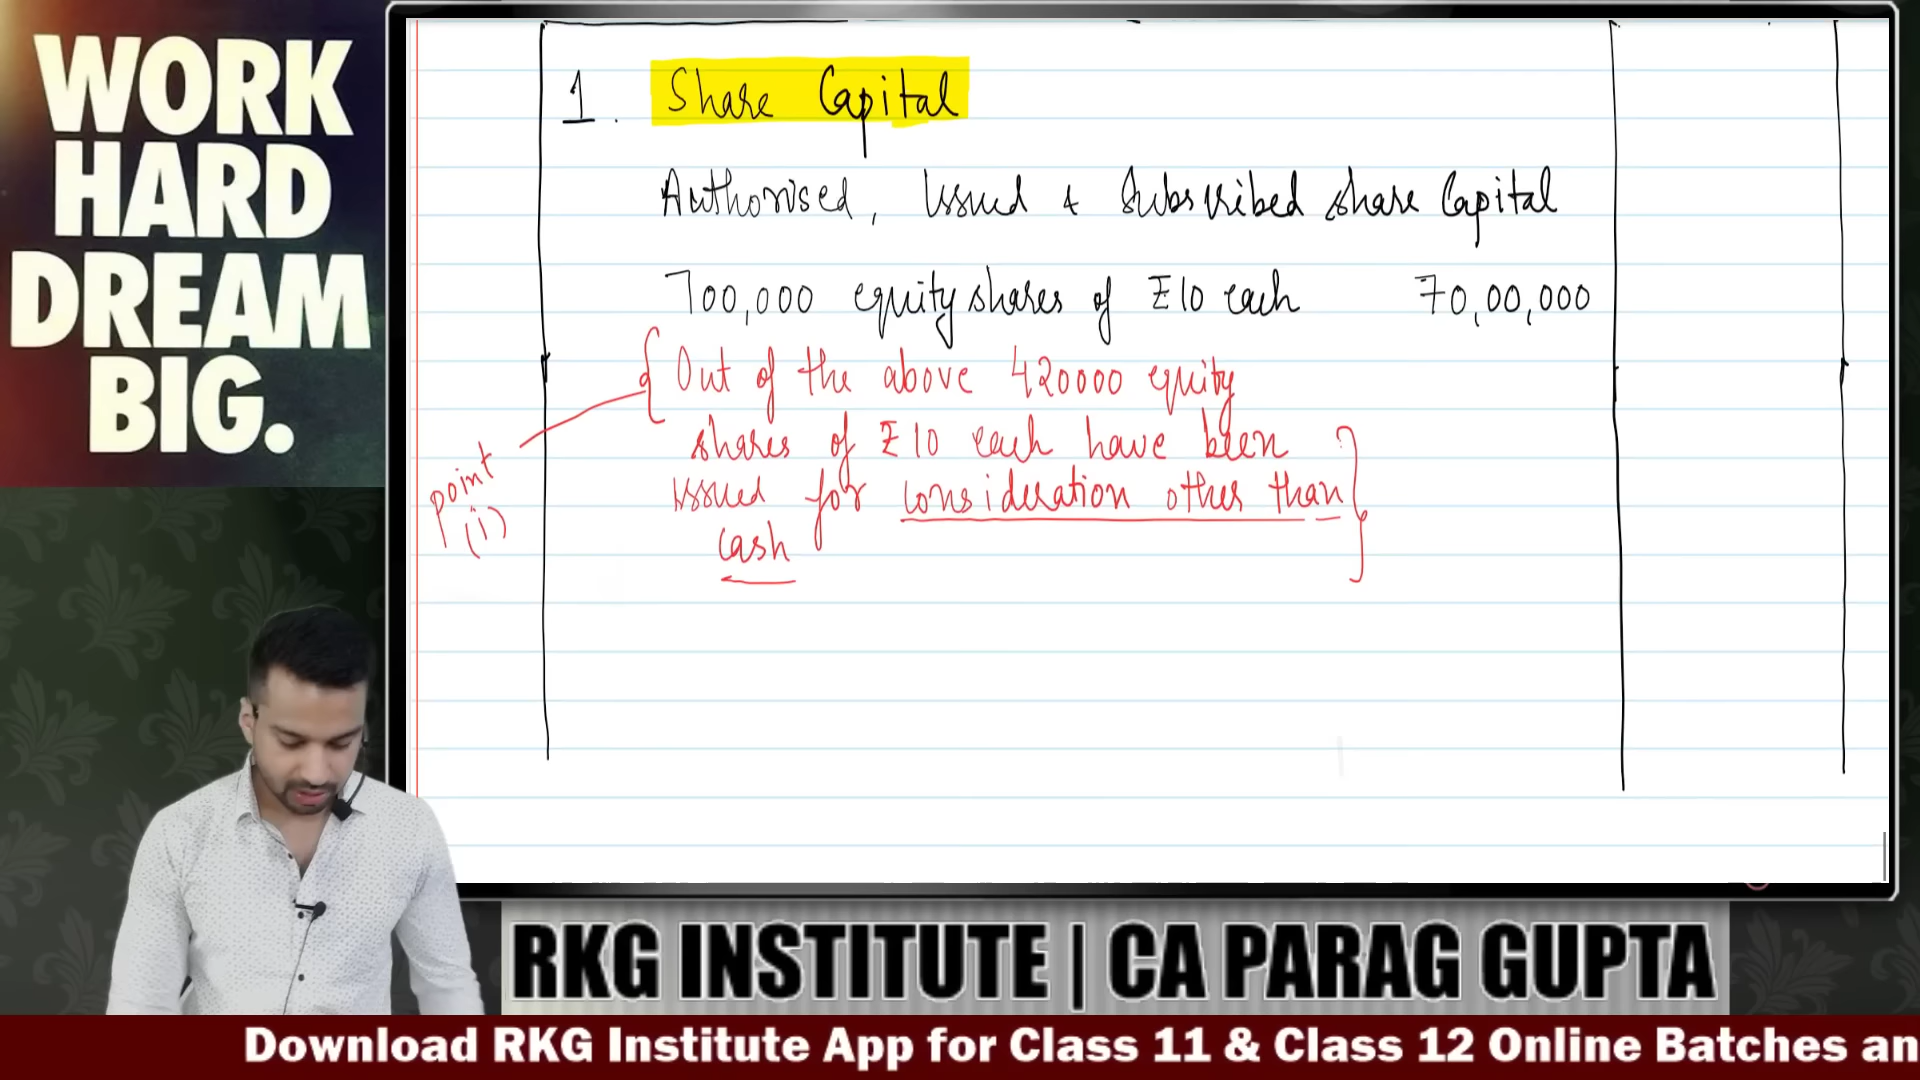 WORK
HARD
DREAM
BIG.
1. Share Capital
Authorised, Issued & Subscribed share Capital
700,000 equity shares of ₹10 each 70,00,000
{ Out of the above 420000 equity
shares of ₹10 each have been }
issued for consideration other than
cash
point
(i)
RKG INSTITUTE | CA PARAG GUPTA
Download RKG Institute App for Class 11 & Class 12 Online Batches an